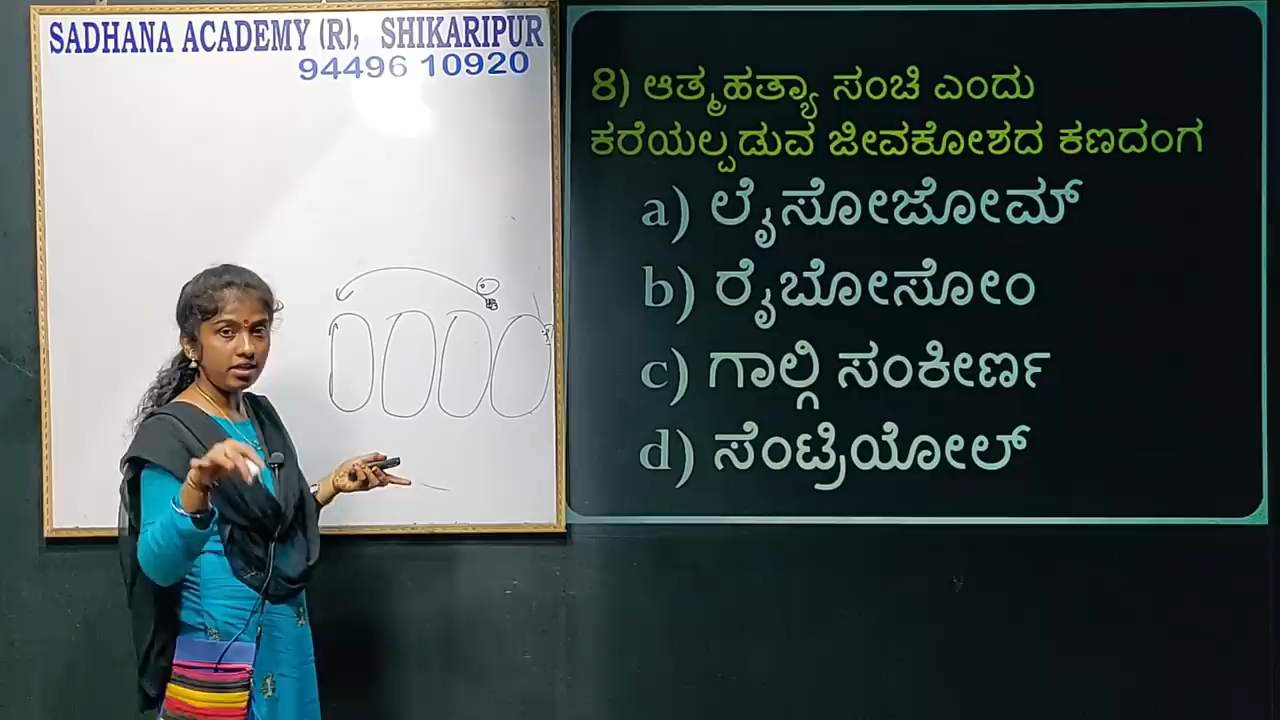 SADHANA ACADEMY (R), SHIKARIPUR
94496 10920
8) ಆತ್ಮಹತ್ಯಾ ಸಂಚಿ ಎಂದು
ಕರೆಯಲ್ಪಡುವ ಜೀವಕೋಶದ ಕಣದಂಗ
a) ಲೈಸೋಜೋಮ್
b) ರೈಬೋಸೋಂ
c) ಗಾಲ್ಗಿ ಸಂಕೀರ್ಣ
d) ಸೆಂಟ್ರಿಯೋಲ್